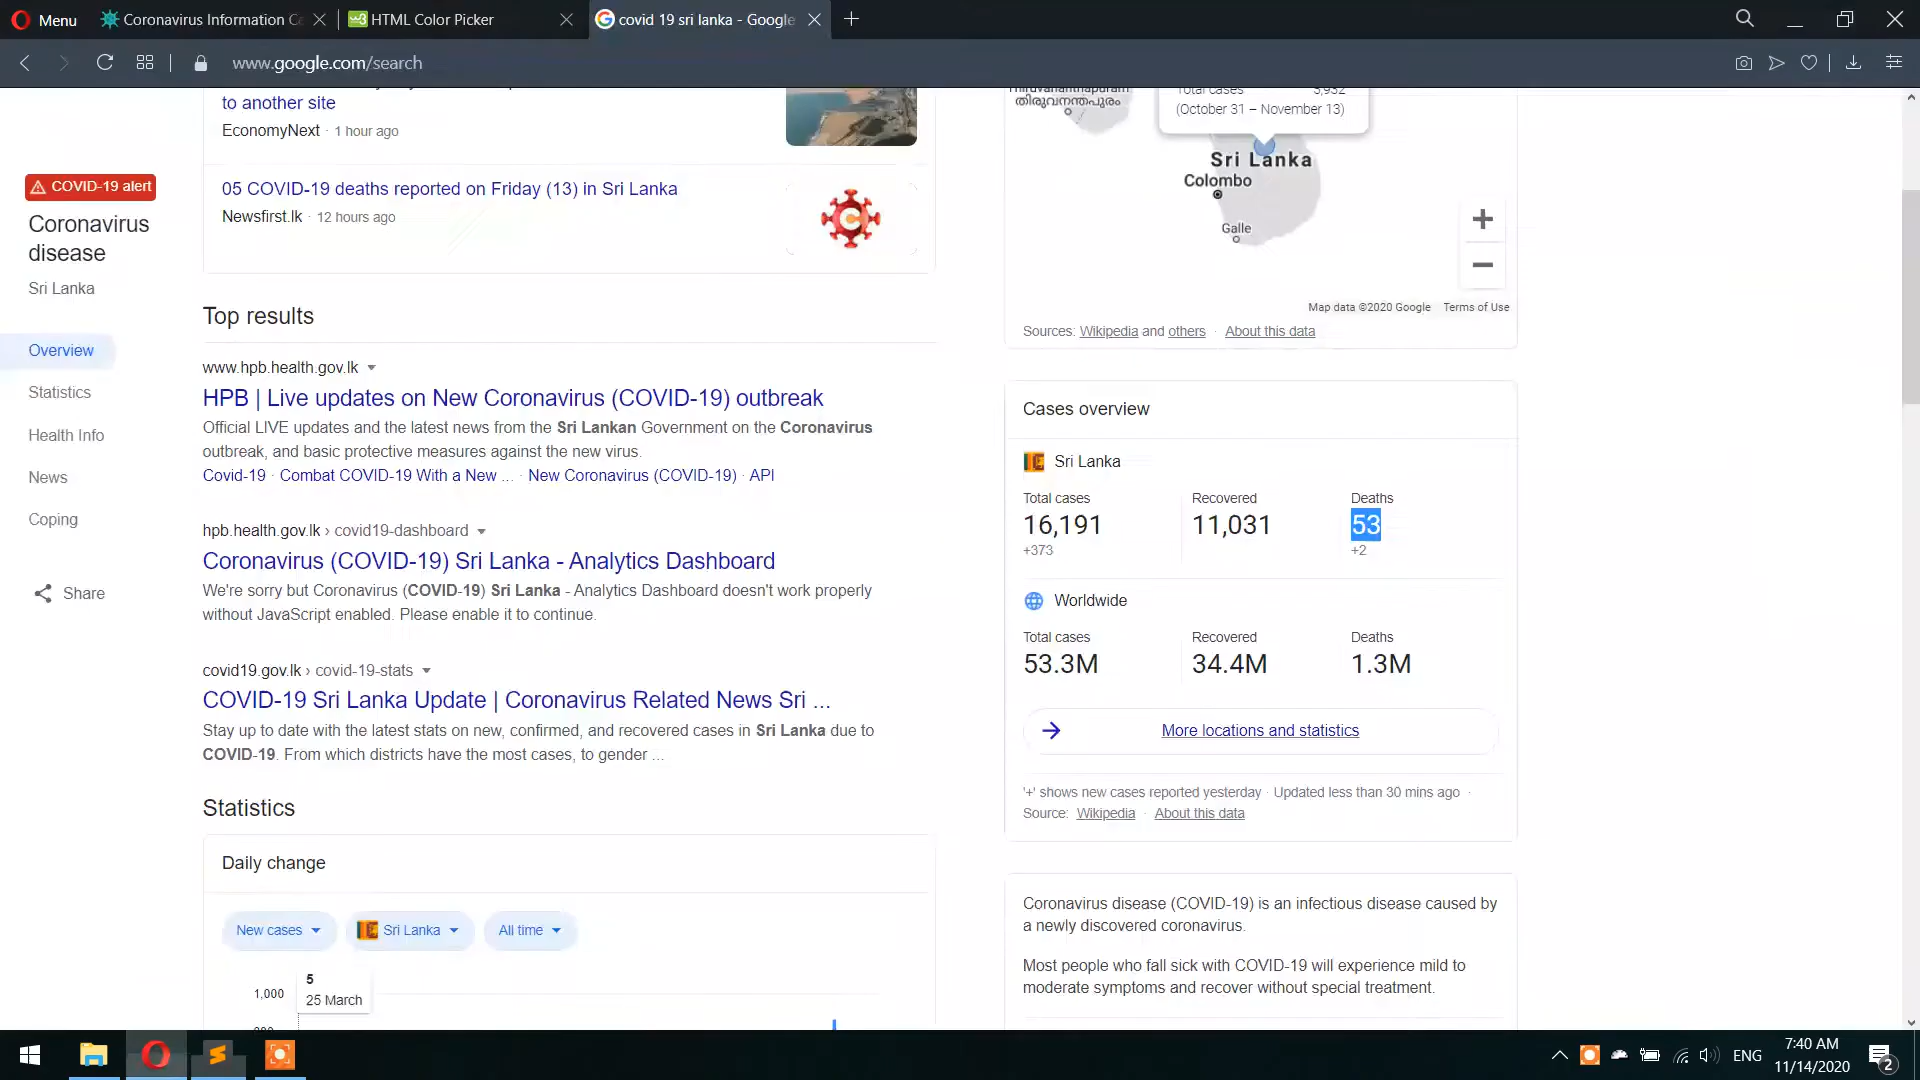 Menu
Coronavirus Information Ce
HTML Color Picker
covid 19 sri lanka - Google
www.google.com/search
to another site
EconomyNext · 1 hour ago
05 COVID-19 deaths reported on Friday (13) in Sri Lanka
Newsfirst.lk · 12 hours ago
COVID-19 alert
Coronavirus
disease
Sri Lanka
Overview
Statistics
Health Info
News
Coping
Share
Top results
www.hpb.health.gov.lk
HPB | Live updates on New Coronavirus (COVID-19) outbreak
Official LIVE updates and the latest news from the Sri Lankan Government on the Coronavirus
outbreak, and basic protective measures against the new virus.
Covid-19 · Combat COVID-19 With a New ... · New Coronavirus (COVID-19) · API
hpb.health.gov.lk › covid19-dashboard
Coronavirus (COVID-19) Sri Lanka - Analytics Dashboard
We're sorry but Coronavirus (COVID-19) Sri Lanka - Analytics Dashboard doesn't work properly
without JavaScript enabled. Please enable it to continue.
covid19.gov.lk › covid-19-stats
COVID-19 Sri Lanka Update | Coronavirus Related News Sri ...
Stay up to date with the latest stats on new, confirmed, and recovered cases in Sri Lanka due to
COVID-19. From which districts have the most cases, to gender ...
Statistics
Daily change
New cases
Sri Lanka
All time
5
25 March
1,000
Thiruvananthapuram
തിരുവനന്തപുരം
Total cases 3,932
(October 31 – November 13)
Sri Lanka
Colombo
Galle
Map data ©2020 Google Terms of Use
Sources: Wikipedia and others · About this data
Cases overview
Sri Lanka
Total cases Recovered Deaths
16,191 11,031 53
+373 +2
Worldwide
Total cases Recovered Deaths
53.3M 34.4M 1.3M
More locations and statistics
'+' shows new cases reported yesterday · Updated less than 30 mins ago ·
Source: Wikipedia · About this data
Coronavirus disease (COVID-19) is an infectious disease caused by
a newly discovered coronavirus.
Most people who fall sick with COVID-19 will experience mild to
moderate symptoms and recover without special treatment.
ENG
7:40 AM
11/14/2020
2